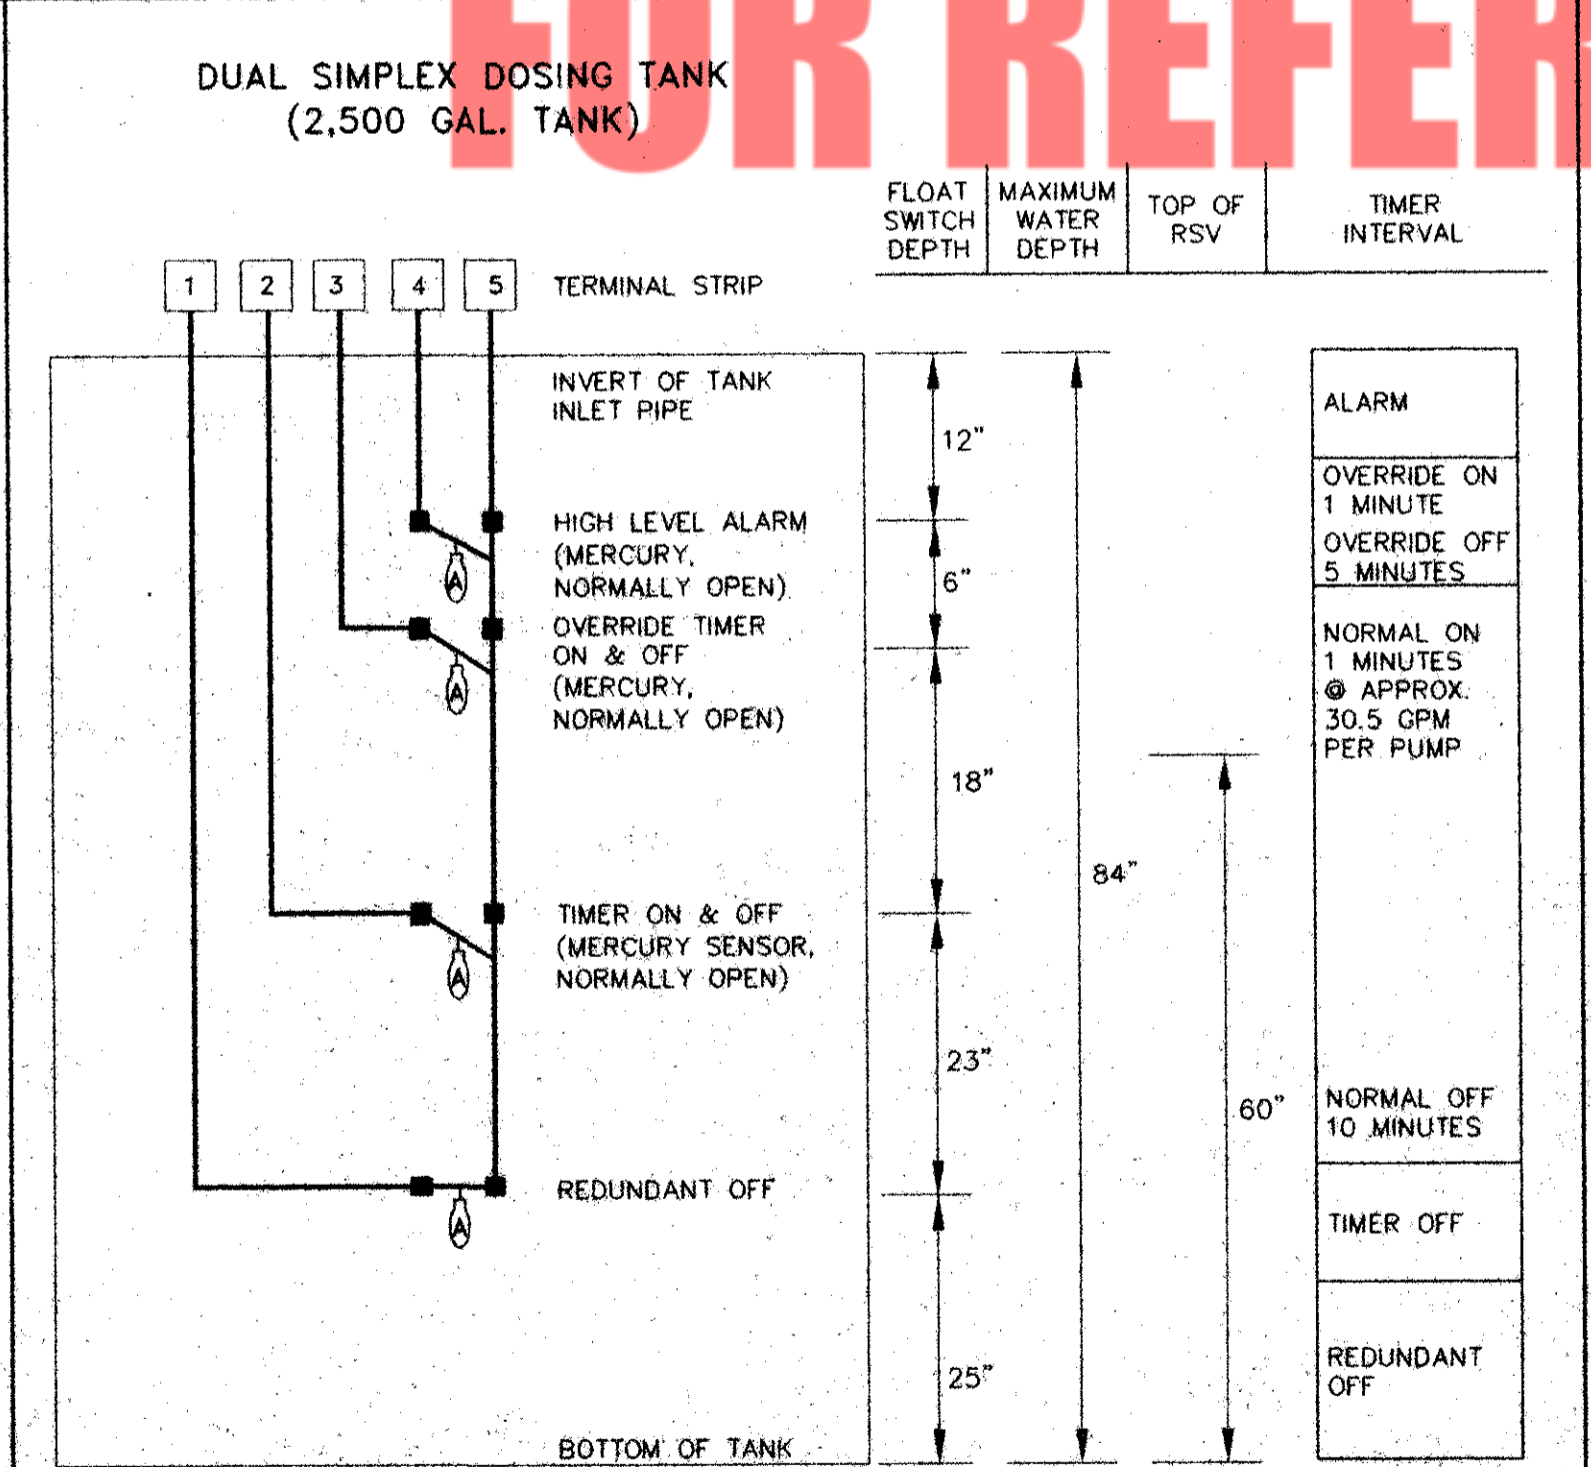 FOR REFER
DUAL SIMPLEX DOSING TANK
(2,500 GAL. TANK)
FLOAT
SWITCH
DEPTH
MAXIMUM
WATER
DEPTH
TOP OF
RSV
TIMER
INTERVAL
1 2 3 4 5 TERMINAL STRIP
INVERT OF TANK
INLET PIPE
12"
ALARM
OVERRIDE ON
1 MINUTE
OVERRIDE OFF
5 MINUTES
HIGH LEVEL ALARM
(MERCURY,
NORMALLY OPEN)
A
6"
OVERRIDE TIMER
ON & OFF
(MERCURY,
NORMALLY OPEN)
A
NORMAL ON
1 MINUTES
@ APPROX.
30.5 GPM
PER PUMP
18"
84"
TIMER ON & OFF
(MERCURY SENSOR,
NORMALLY OPEN)
A
23"
60"
NORMAL OFF
10 MINUTES
REDUNDANT OFF
A
TIMER OFF
25"
REDUNDANT
OFF
BOTTOM OF TANK